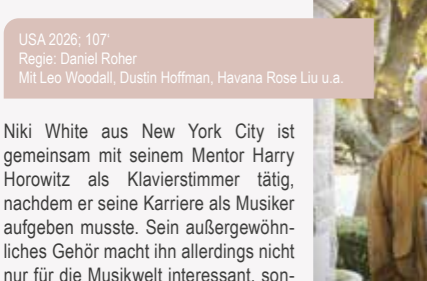 USA 2026; 107'
Regie: Daniel Roher
Mit Leo Woodall, Dustin Hoffman, Havana Rose Liu u.a.
Niki White aus New York City ist
gemeinsam mit seinem Mentor Harry
Horowitz als Klavierstimmer tätig,
nachdem er seine Karriere als Musiker
aufgeben musste. Sein außergewöhn-
liches Gehör macht ihn allerdings nicht
nur für die Musikwelt interessant, son-